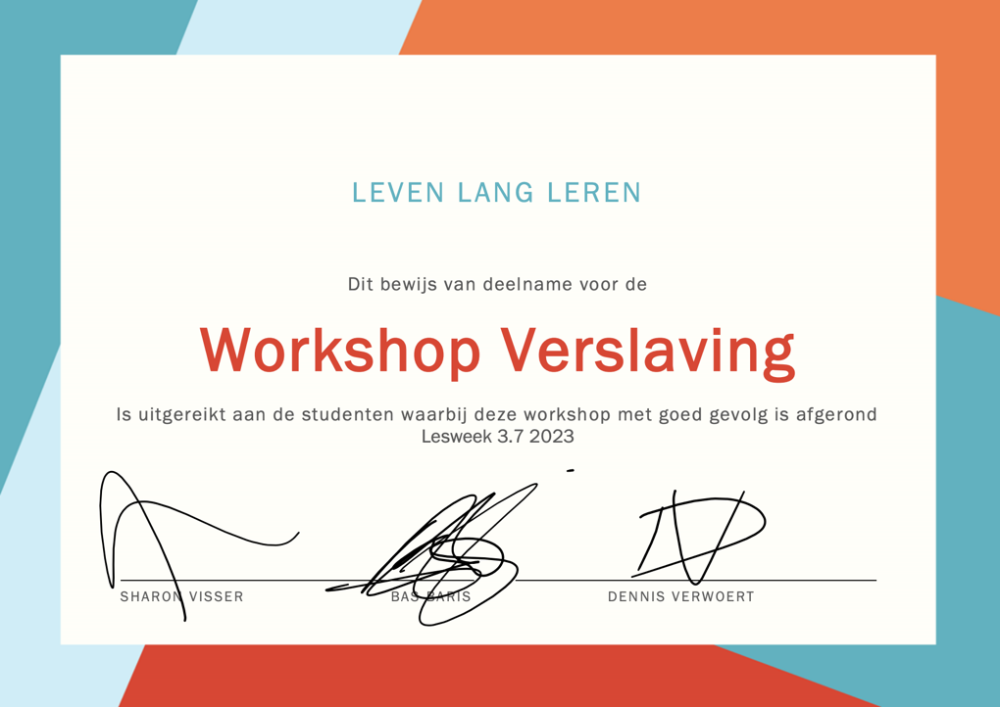 LEVEN LANG LEREN
Dit bewijs van deelname voor de
Workshop Verslaving
Is uitgereikt aan de studenten waarbij deze workshop met goed gevolg is afgerond
Lesweek 3.7 2023
SHARON VISSER BAS BARIS DENNIS VERWOERT